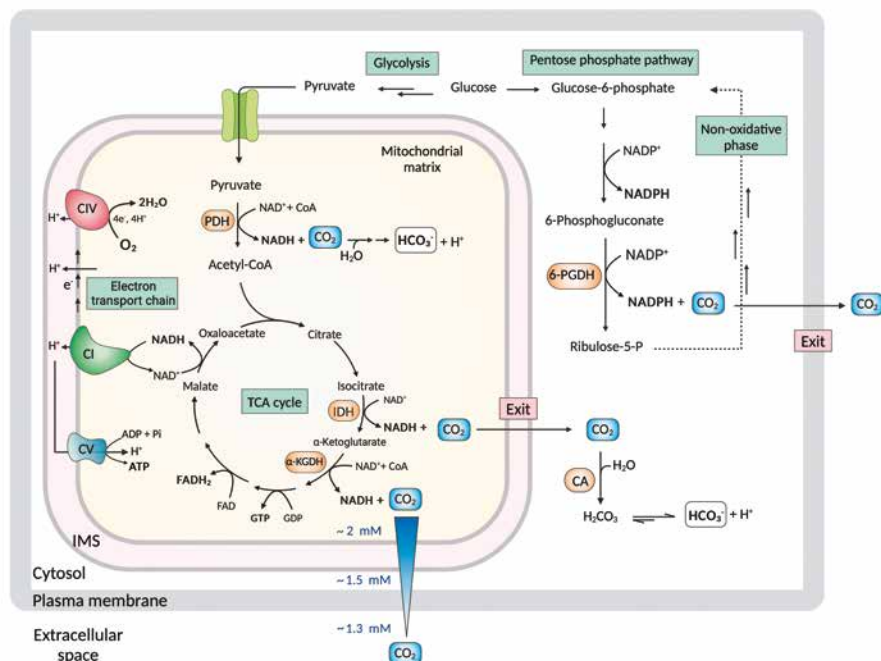 Glycolysis
Pentose phosphate pathway
Pyruvate
Glucose
Glucose-6-phosphate
Non-oxidative
phase
Mitochondrial
matrix
NADP⁺
NADPH
Pyruvate
PDH
NAD⁺ + CoA
NADH + CO₂
H₂O
HCO₃⁻ + H⁺
Acetyl-CoA
6-Phosphogluconate
6-PGDH
NADP⁺
NADPH + CO₂
CO₂
Exit
Ribulose-5-P
CIV
H⁺
2H₂O
4e⁻, 4H⁺
O₂
H⁺
e⁻
Electron
transport chain
H⁺
CI
NADH
NAD⁺
Oxaloacetate
Citrate
Malate
TCA cycle
Isocitrate
IDH
NAD⁺
NADH + CO₂
Exit
CO₂
α-Ketoglutarate
α-KGDH
NAD⁺ + CoA
NADH + CO₂
CA
H₂O
H₂CO₃
HCO₃⁻ + H⁺
CV
ADP + Pi
H⁺
ATP
FADH₂
FAD
GTP
GDP
~ 2 mM
IMS
Cytosol
~1.5 mM
Plasma membrane
~1.3 mM
Extracellular
space
CO₂